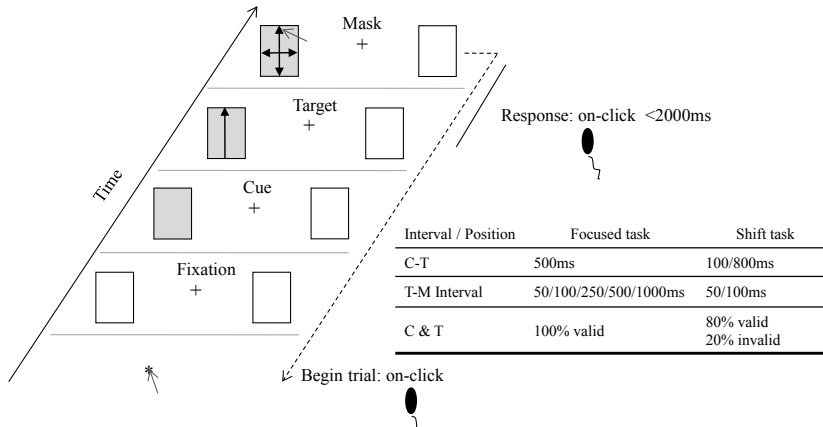 Mask
+
Target
+
Response: on-click <2000ms
Time
Cue
+
Interval / Position Focused task Shift task
C-T 500ms 100/800ms
Fixation
+
T-M Interval 50/100/250/500/1000ms 50/100ms
C & T 100% valid 80% valid
20% invalid
*
Begin trial: on-click